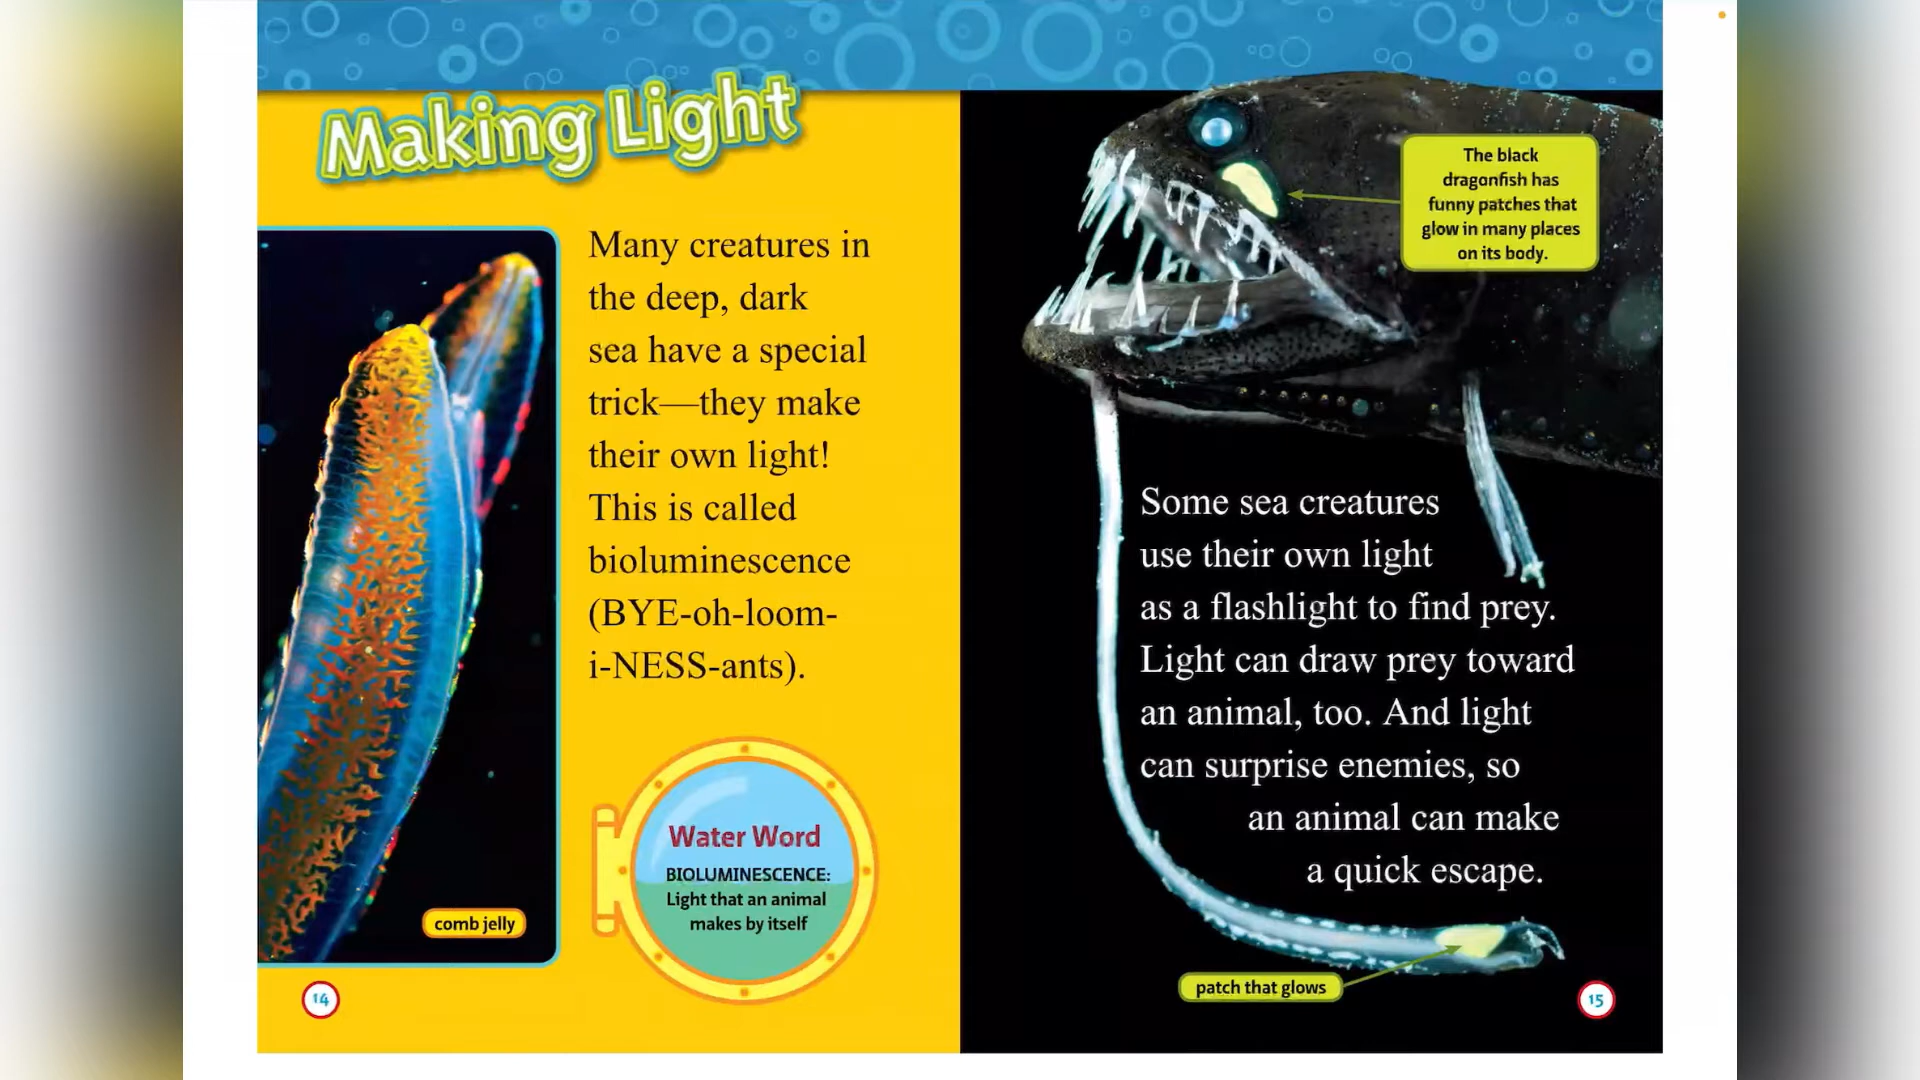 Making Light
Many creatures in
the deep, dark
sea have a special
trick—they make
their own light!
This is called
bioluminescence
(BYE-oh-loom-
i-NESS-ants).
comb jelly
Water Word
BIOLUMINESCENCE:
Light that an animal
makes by itself
14
The black
dragonfish has
funny patches that
glow in many places
on its body.
Some sea creatures
use their own light
as a flashlight to find prey.
Light can draw prey toward
an animal, too. And light
can surprise enemies, so
an animal can make
a quick escape.
patch that glows
15